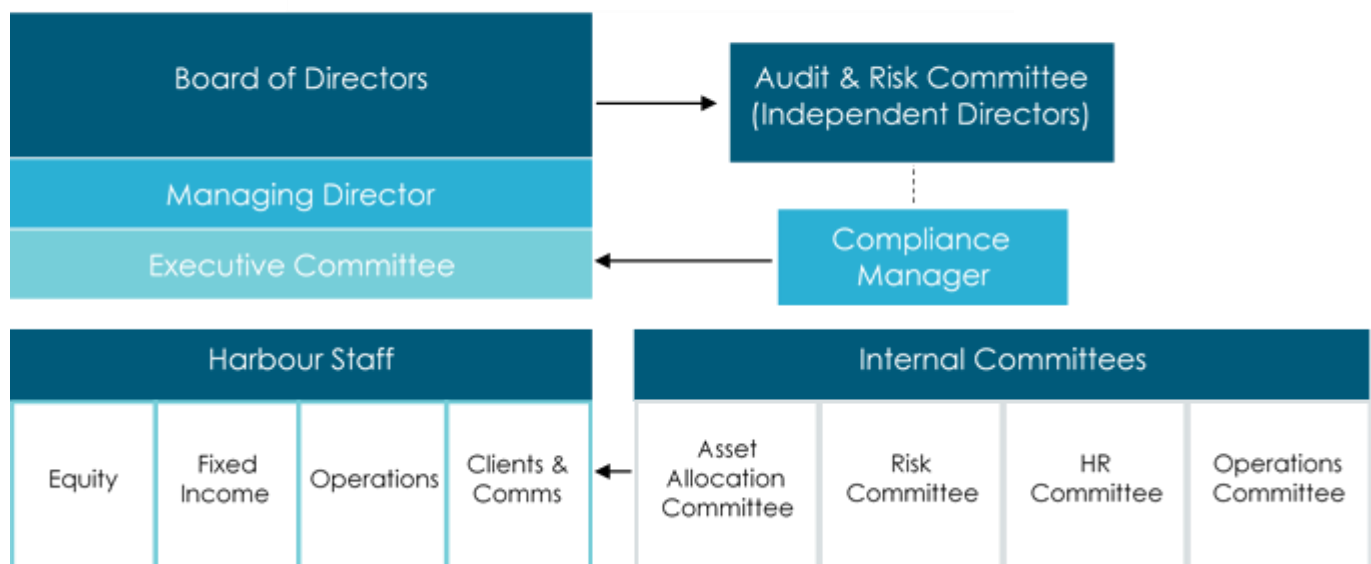 Board of Directors
Audit & Risk Committee
(Independent Directors)
Managing Director
Executive Committee
Compliance
Manager
Harbour Staff
Internal Committees
Equity
Fixed
Income
Operations
Clients &
Comms
Asset
Allocation
Committee
Risk
Committee
HR
Committee
Operations
Committee